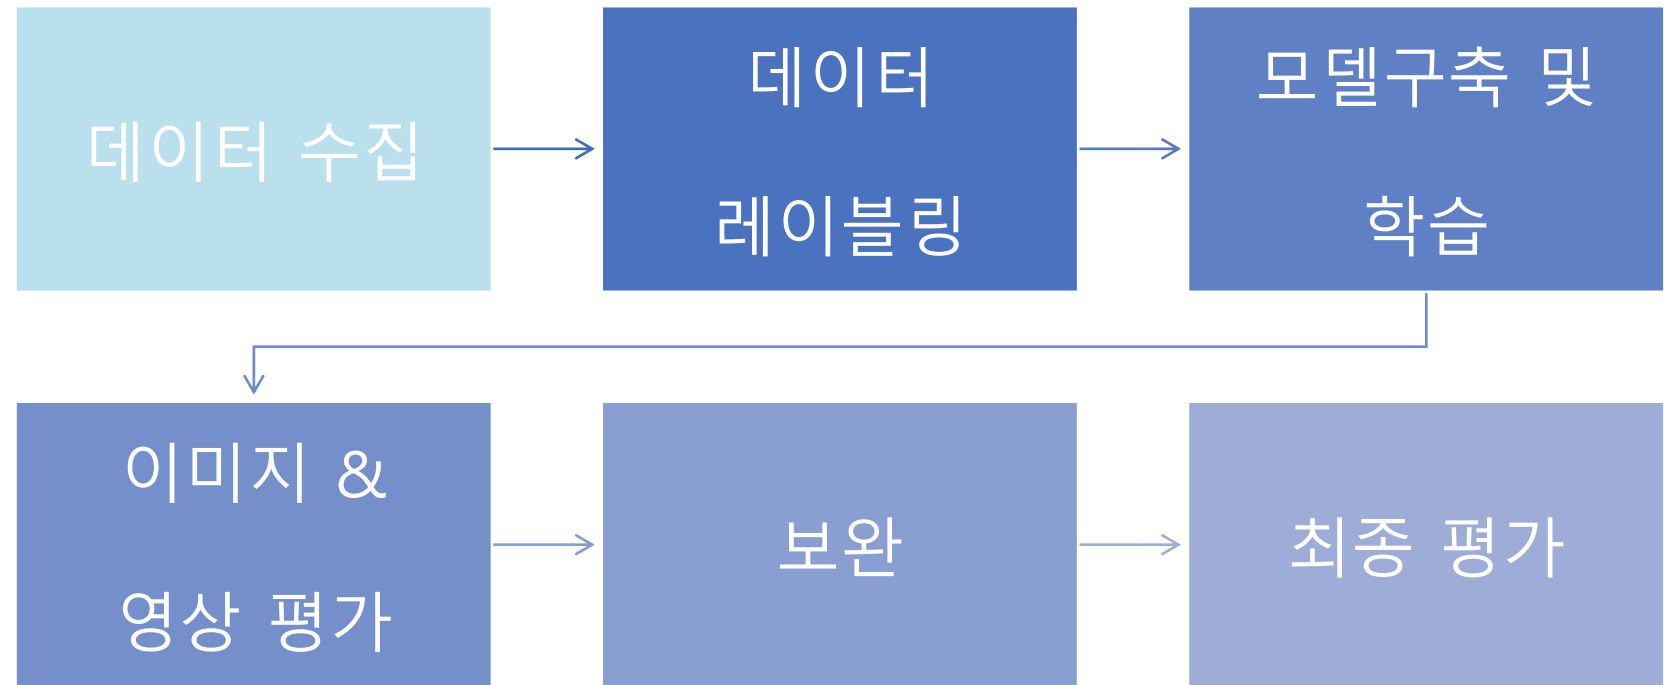 데이터 수집
데이터
레이블링
모델구축 및
학습
이미지 &
영상 평가
보완
최종 평가